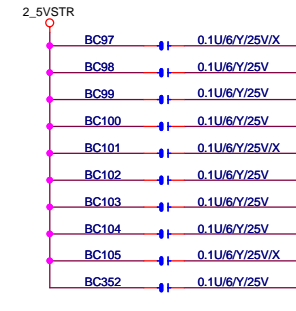 2_5VSTR
BC97 0.1U/6/Y/25V/X
BC98 0.1U/6/Y/25V
BC99 0.1U/6/Y/25V
BC100 0.1U/6/Y/25V
BC101 0.1U/6/Y/25V/X
BC102 0.1U/6/Y/25V
BC103 0.1U/6/Y/25V
BC104 0.1U/6/Y/25V
BC105 0.1U/6/Y/25V/X
BC352 0.1U/6/Y/25V